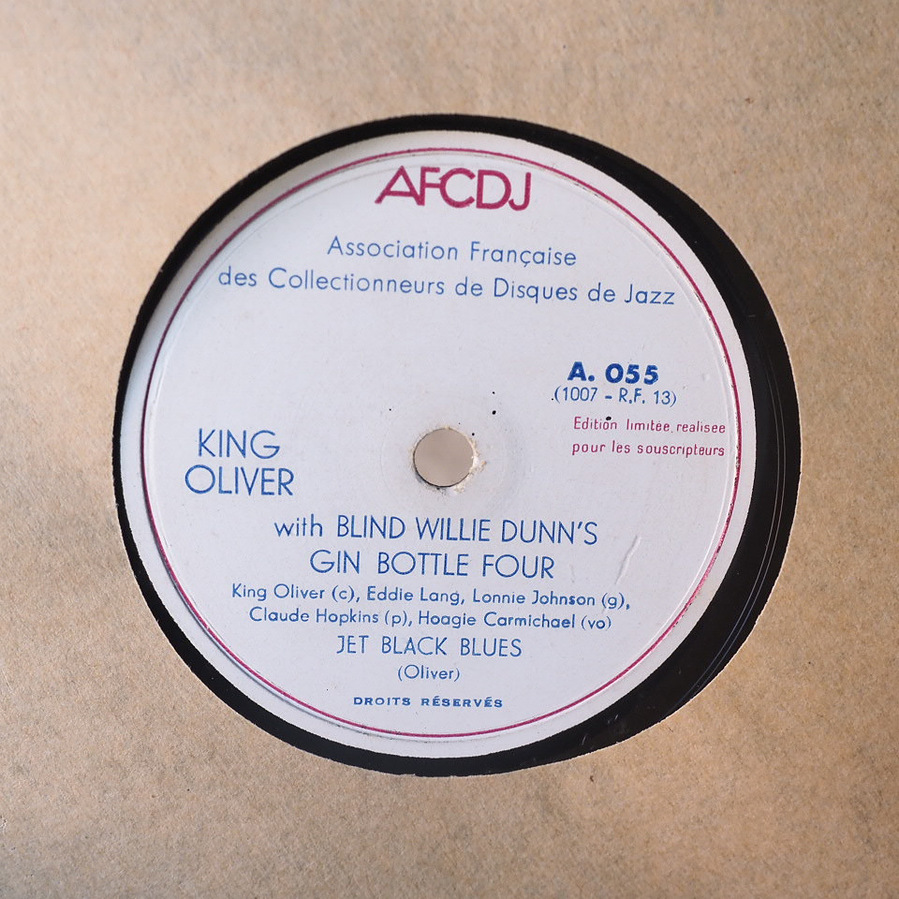 AFCDJ
Association Française
des Collectionneurs de Disques de Jazz
A. 055
(1007 - R.F. 13)
Edition limitée, realisee
pour les souscripteurs
KING
OLIVER
with BLIND WILLIE DUNN'S
GIN BOTTLE FOUR
King Oliver (c), Eddie Lang, Lonnie Johnson (g),
Claude Hopkins (p), Hoagie Carmichael (vo)
JET BLACK BLUES
(Oliver)
DROITS RÉSERVÉS